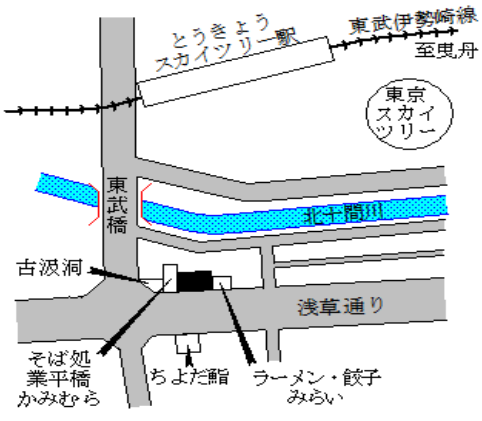 とうきょう
スカイツリー駅
東武伊勢崎線
至曳舟
東京
スカイ
ツリー
東武橋
北十間川
古汲洞
浅草通り
そば処
業平橋
かみむら
ちよだ鮨
ラーメン・餃子
みらい